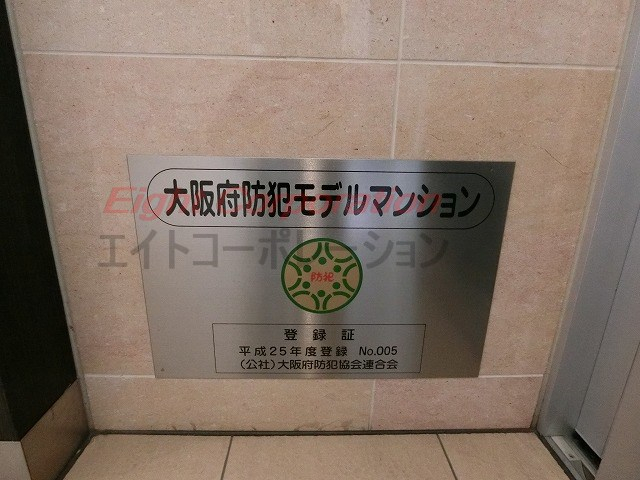 大阪府防犯モデルマンション
Eight Corporation
エイトコーポレーション
防犯
登録証
平成25年度登録 No.005
(公社)大阪府防犯協会連合会